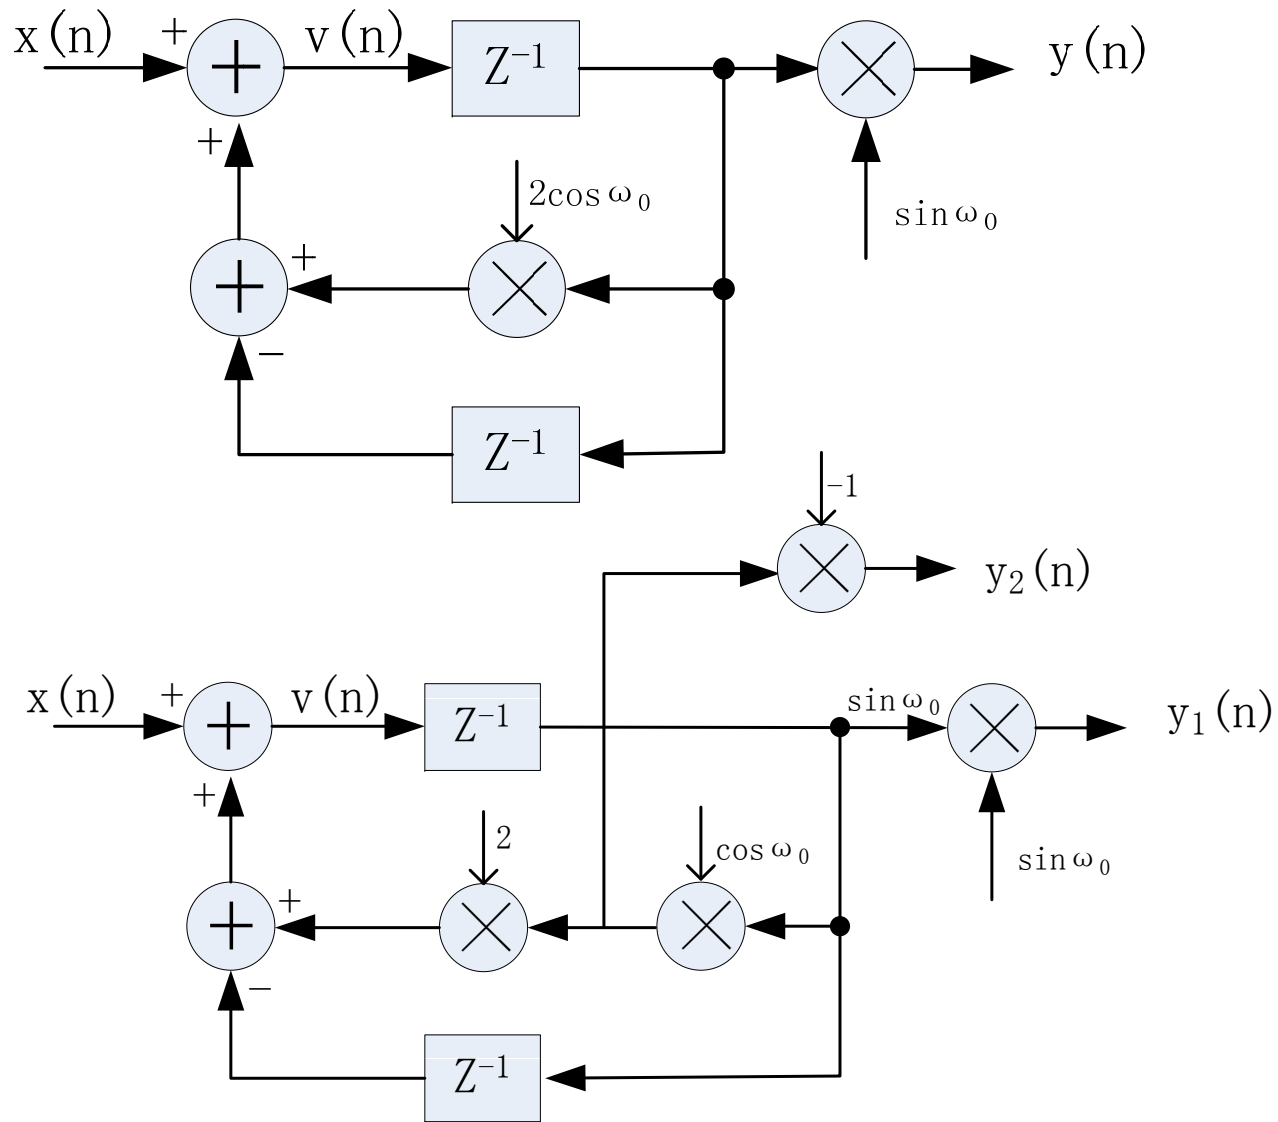 x(n)
+
v(n)
Z⁻¹
y(n)
+
2cosω₀
sinω₀
+
−
Z⁻¹
-1
y₂(n)
x(n)
+
v(n)
Z⁻¹
sinω₀
y₁(n)
+
2
cosω₀
sinω₀
+
−
Z⁻¹